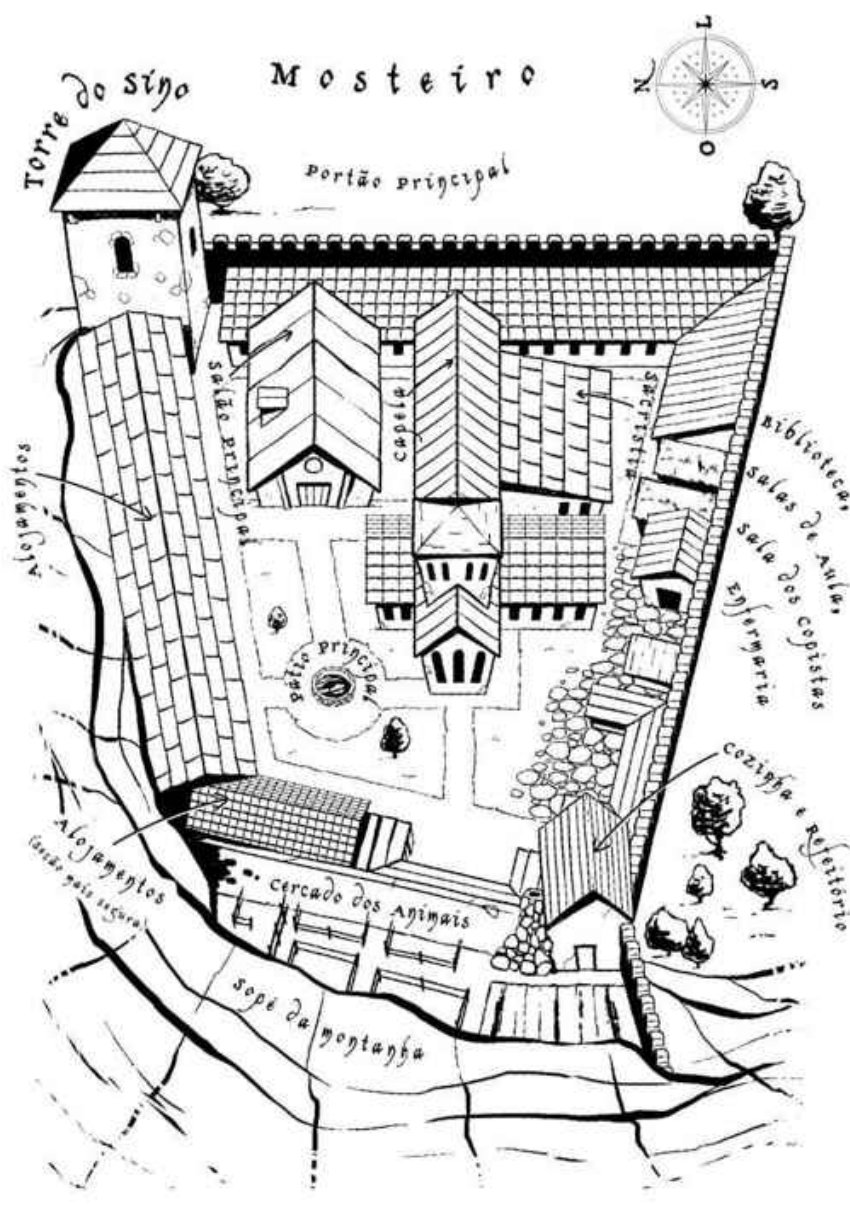 Mosteiro
L
N
S
O
Torre do Sino
Portão Principal
Salão Principal
Capela
Sacristia
Alojamentos
Biblioteca,
Salas de Aula,
Sala dos Copistas
Enfermaria
Pátio Principal
Cozinha e Refeitório
Alojamentos
(seção mais segura)
Cercado dos Animais
Sopé da montanha